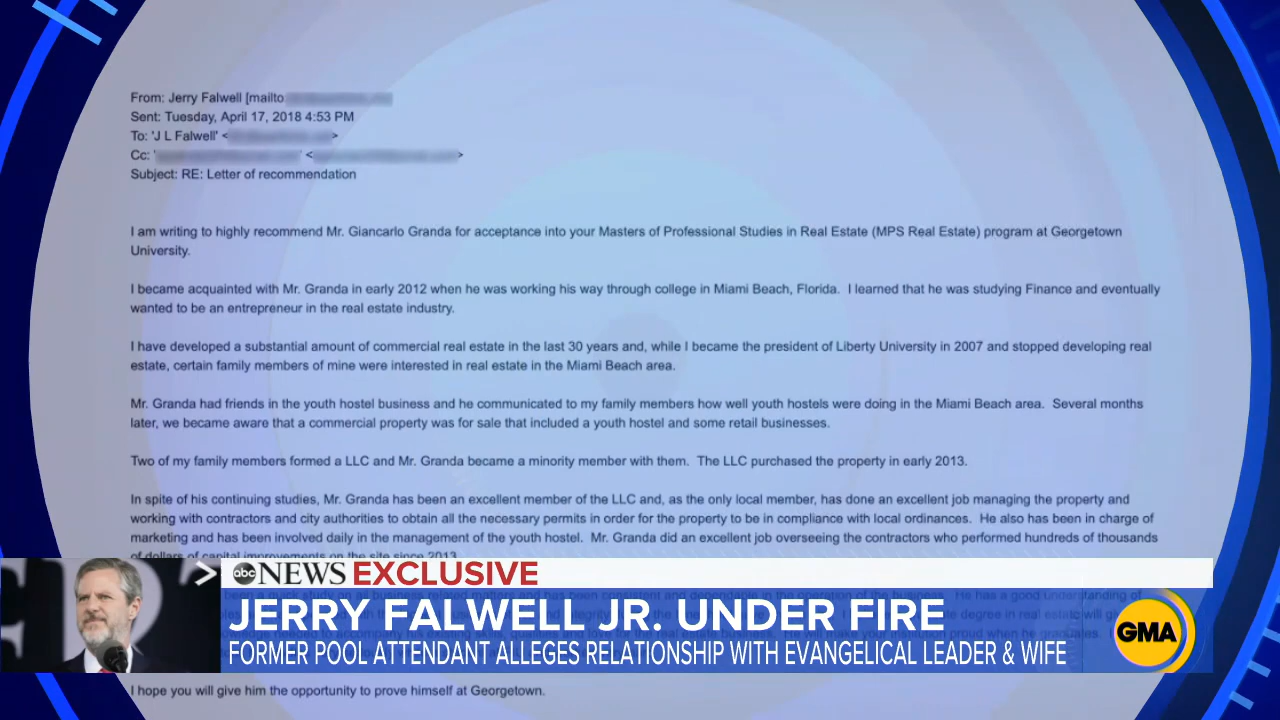 From: Jerry Falwell [mailto
Sent: Tuesday, April 17, 2018 4:53 PM
To: 'J L Falwell' < >
Cc: ' ' < >
Subject: RE: Letter of recommendation
I am writing to highly recommend Mr. Giancarlo Granda for acceptance into your Masters of Professional Studies in Real Estate (MPS Real Estate) program at Georgetown
University.
I became acquainted with Mr. Granda in early 2012 when he was working his way through college in Miami Beach, Florida. I learned that he was studying Finance and eventually
wanted to be an entrepreneur in the real estate industry.
I have developed a substantial amount of commercial real estate in the last 30 years and, while I became the president of Liberty University in 2007 and stopped developing real
estate, certain family members of mine were interested in real estate in the Miami Beach area.
Mr. Granda had friends in the youth hostel business and he communicated to my family members how well youth hostels were doing in the Miami Beach area. Several months
later, we became aware that a commercial property was for sale that included a youth hostel and some retail businesses.
Two of my family members formed a LLC and Mr. Granda became a minority member with them. The LLC purchased the property in early 2013.
In spite of his continuing studies, Mr. Granda has been an excellent member of the LLC and, as the only local member, has done an excellent job managing the property and
working with contractors and city authorities to obtain all the necessary permits in order for the property to be in compliance with local ordinances. He also has been in charge of
marketing and has been involved daily in the management of the youth hostel. Mr. Granda did an excellent job overseeing the contractors who performed hundreds of thousands
of dollars of capital improvements on the site since 2013.
abc NEWS EXCLUSIVE
JERRY FALWELL JR. UNDER FIRE
FORMER POOL ATTENDANT ALLEGES RELATIONSHIP WITH EVANGELICAL LEADER & WIFE
GMA
I hope you will give him the opportunity to prove himself at Georgetown.